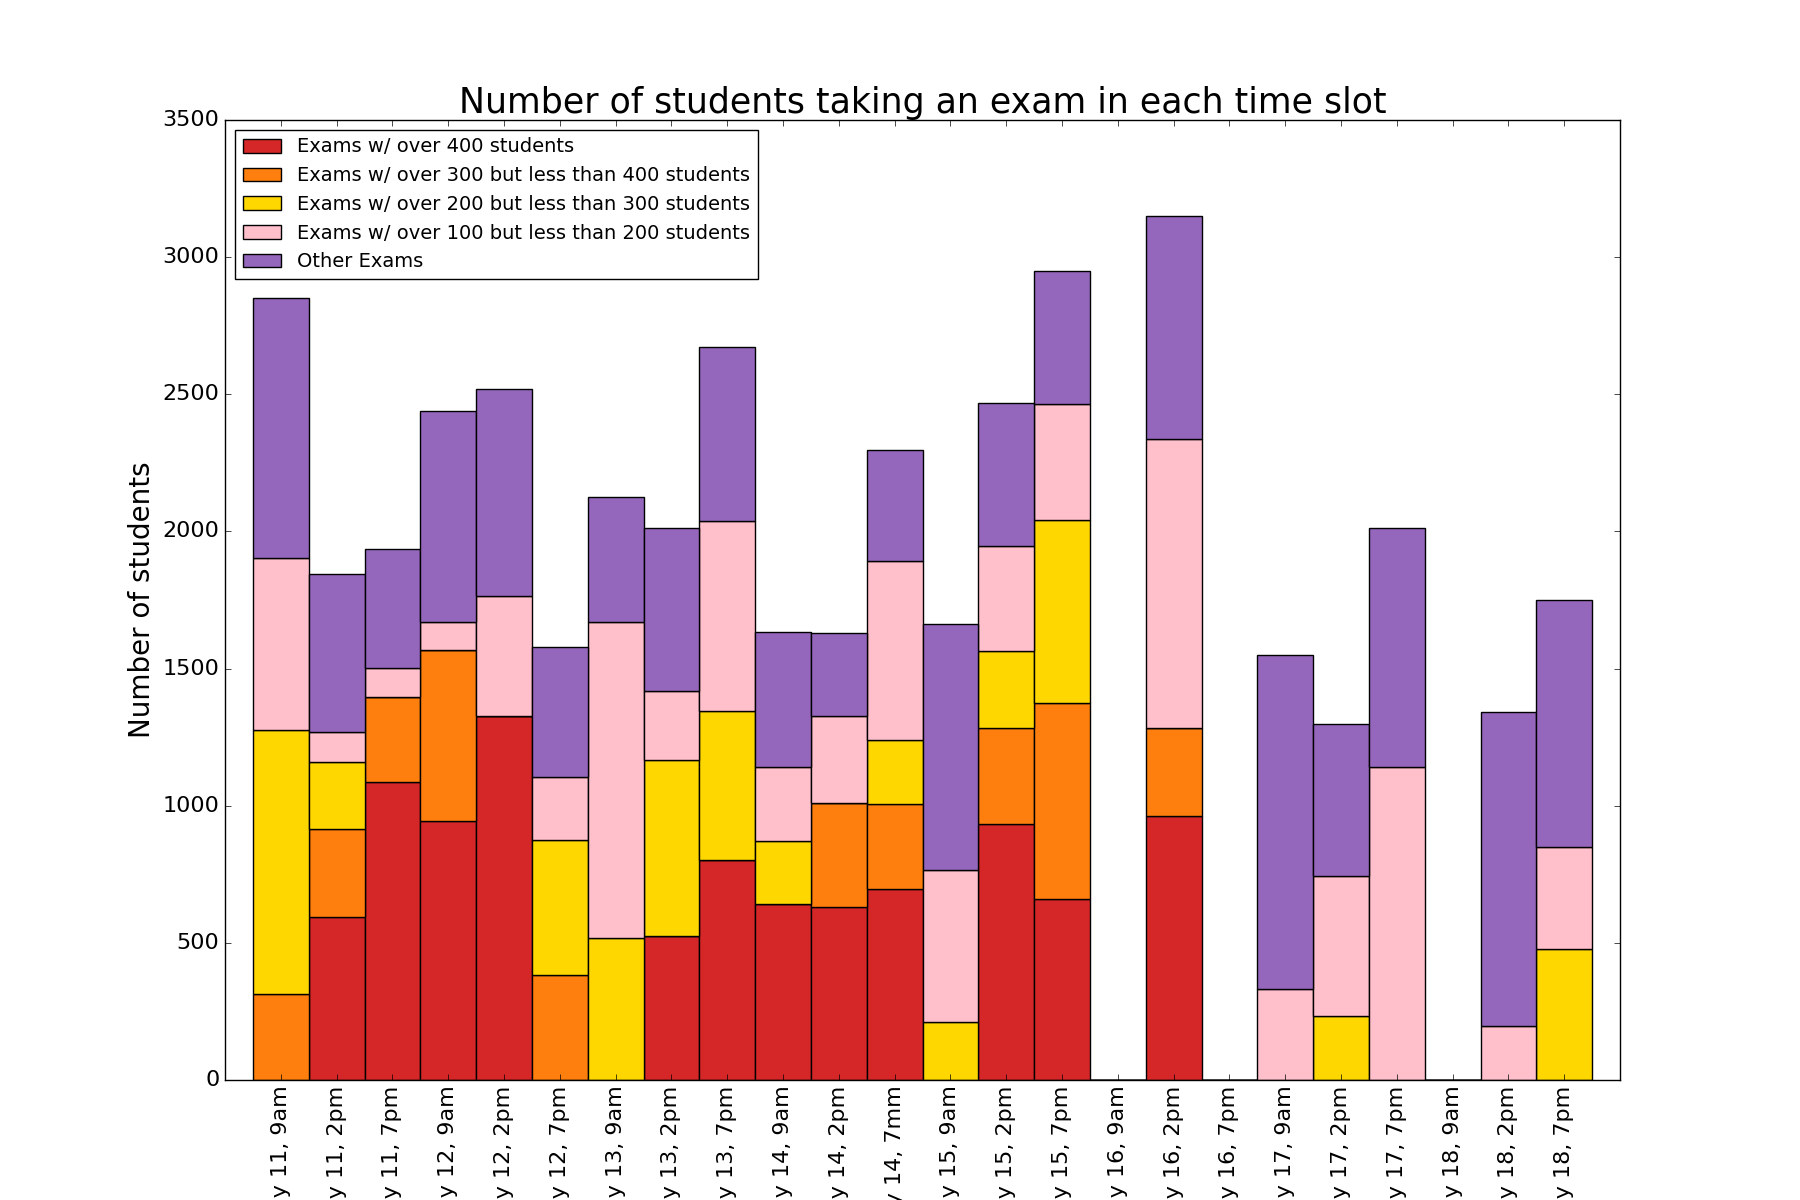 Number of students taking an exam in each time slot
Exams w/ over 400 students
Exams w/ over 300 but less than 400 students
Exams w/ over 200 but less than 300 students
Exams w/ over 100 but less than 200 students
Other Exams
Number of students
3500
3000
2500
2000
1500
1000
500
0
y 11, 9am
y 11, 2pm
y 11, 7pm
y 12, 9am
y 12, 2pm
y 12, 7pm
y 13, 9am
y 13, 2pm
y 13, 7pm
y 14, 9am
y 14, 2pm
y 14, 7mm
y 15, 9am
y 15, 2pm
y 15, 7pm
y 16, 9am
y 16, 2pm
y 16, 7pm
y 17, 9am
y 17, 2pm
y 17, 7pm
y 18, 9am
y 18, 2pm
y 18, 7pm